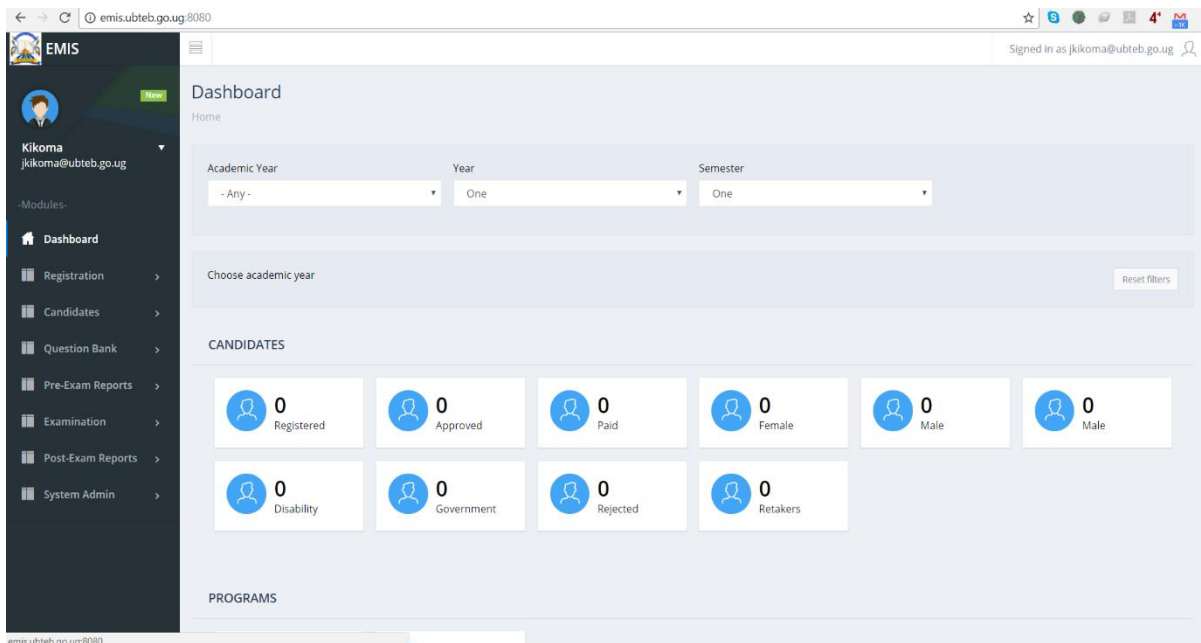 emis.ubteb.go.ug:8080
EMIS
Signed in as jkikoma@ubteb.go.ug
New
Kikoma
jkikoma@ubteb.go.ug
-Modules-
Dashboard
Registration
Candidates
Question Bank
Pre-Exam Reports
Examination
Post-Exam Reports
System Admin
Dashboard
Home
Academic Year Year Semester
- Any - One One
Choose academic year Reset filters
CANDIDATES
0 0 0 0 0 0
Registered Approved Paid Female Male Male
0 0 0 0
Disability Government Rejected Retakers
PROGRAMS
emis.ubteb.go.ug:8080